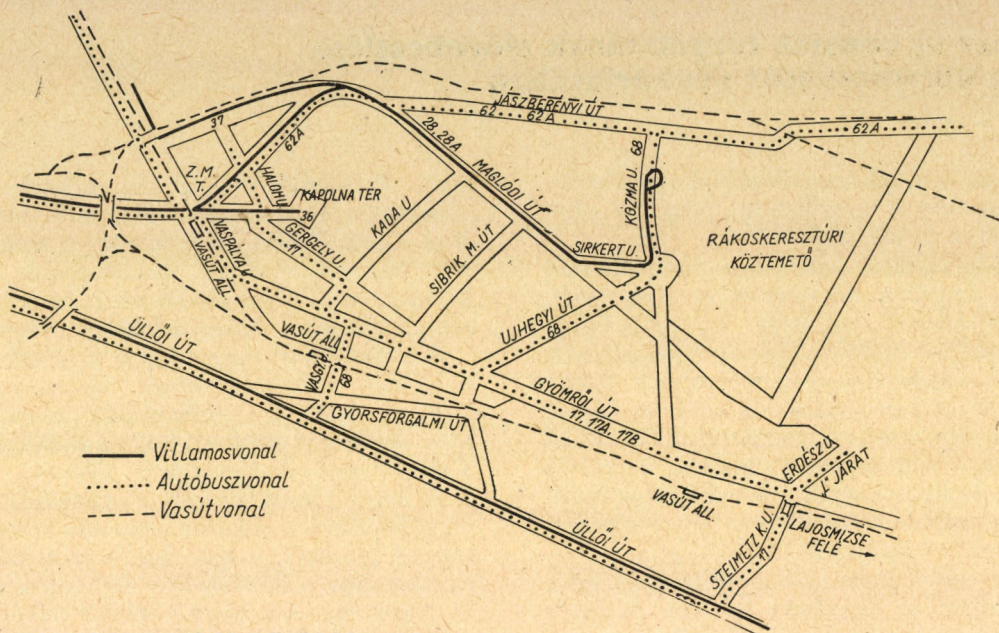 JÁSZBERÉNYI ÚT
62 62A
62A
37
62A
28.28A
MAGLÓDI ÚT
68
KOZMA U.
Z.M.
T.
HALOM U.
KÁPOLNA TÉR
36
GERGELY U.
17
KADA U
SIBRIK M. ÚT
SIRKERT U.
RÁKOSKERESZTÚRI
KÖZTEMETŐ
VASPÁLYA U.
VASÚT ÁLL.
ÜLLŐI ÚT
VASÚT ÁLL.
VASGY.
68
UJHEGYI ÚT
68
GYÖMRŐI ÚT
17, 17A, 17B
GYORSFORGALMI ÚT
Villamosvonal
Autóbuszvonal
Vasútvonal
VASÚT ÁLL.
ERDÉSZ U.
"L" JÁRAT
ÜLLŐI ÚT
STEIMETZ K. U.
17
LAJOSMIZSE
FELÉ